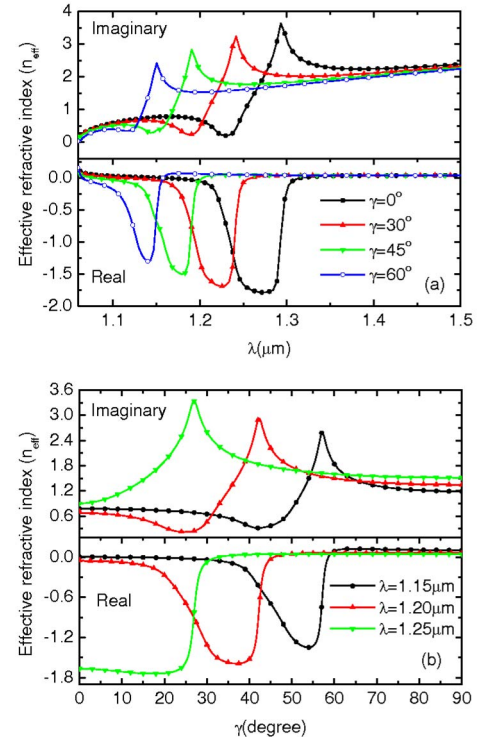 Effective refractive index (n_eff)
4
3
2
1
0
Imaginary
0.0
-0.5
-1.0
-1.5
-2.0
γ=0°
γ=30°
γ=45°
γ=60°
Real
(a)
1.1 1.2 1.3 1.4 1.5
λ(μm)
Effective refractive index (n_eff)
3.6
3.0
2.4
1.8
1.2
0.6
Imaginary
0.0
-0.6
-1.2
-1.8
Real
λ=1.15μm
λ=1.20μm
λ=1.25μm
(b)
0 10 20 30 40 50 60 70 80 90
γ(degree)